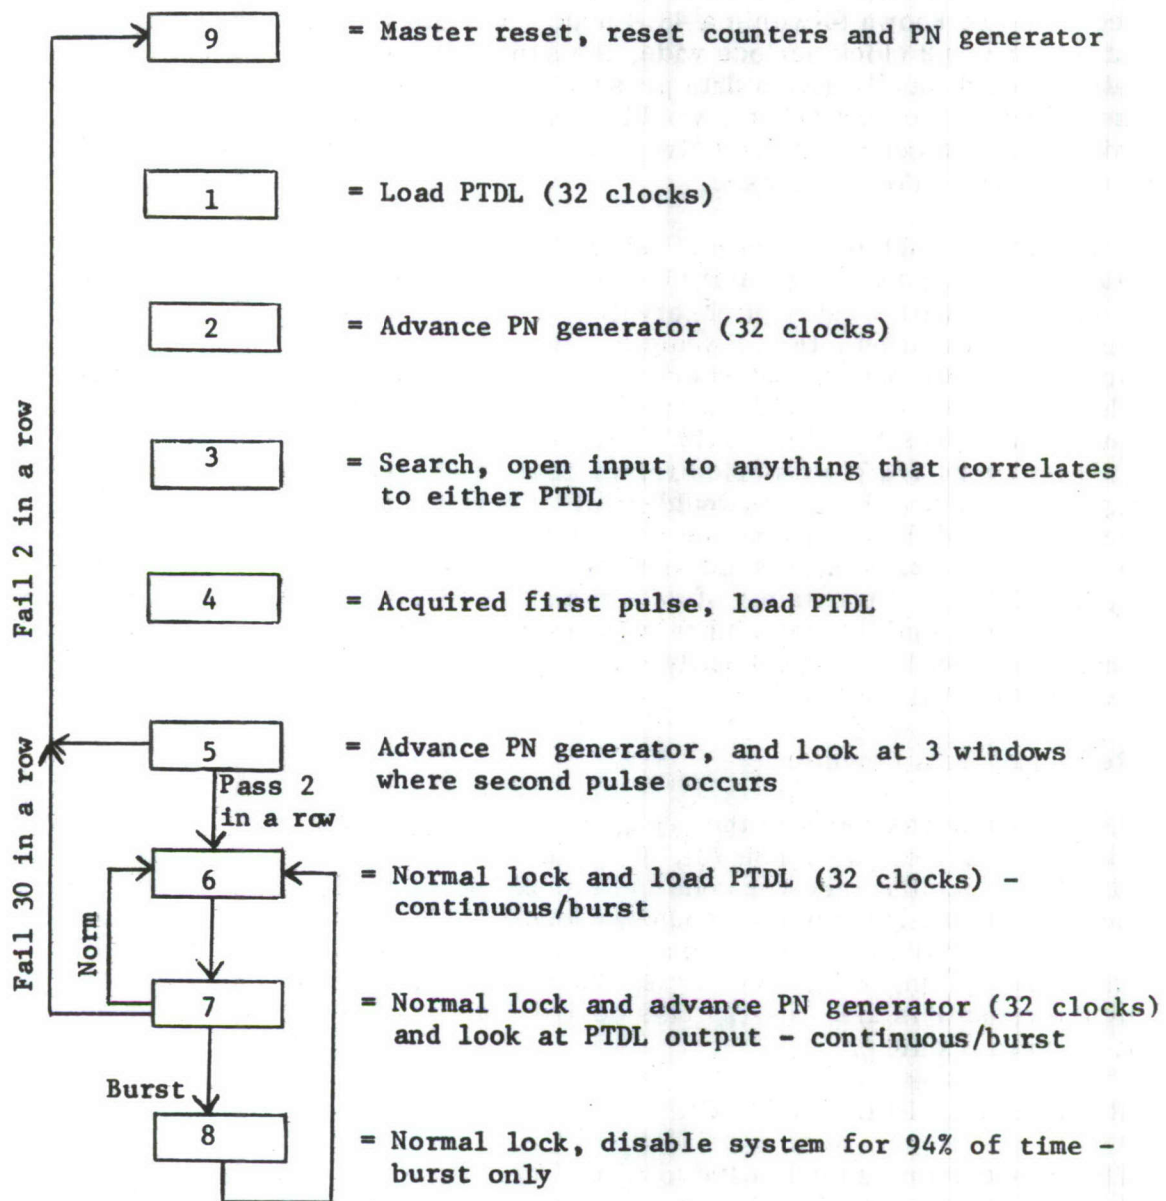 9 = Master reset, reset counters and PN generator
1 = Load PTDL (32 clocks)
2 = Advance PN generator (32 clocks)
3 = Search, open input to anything that correlates
to either PTDL
4 = Acquired first pulse, load PTDL
Fail 2 in a row
5 = Advance PN generator, and look at 3 windows
where second pulse occurs
Pass 2
in a row
6 = Normal lock and load PTDL (32 clocks) -
continuous/burst
Fail 30 in a row
Norm
7 = Normal lock and advance PN generator (32 clocks)
and look at PTDL output - continuous/burst
Burst
8 = Normal lock, disable system for 94% of time -
burst only